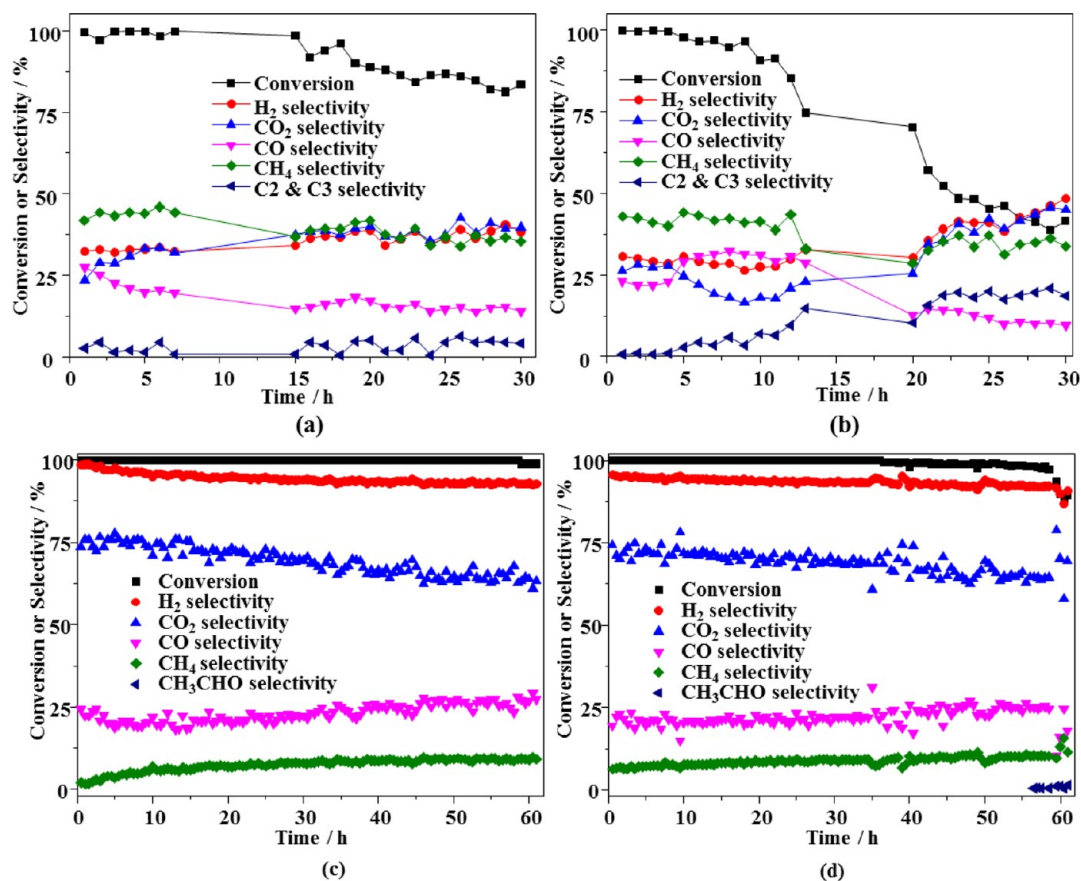 100
75
50
25
0
Conversion or Selectivity / %
Conversion
H2 selectivity
CO2 selectivity
CO selectivity
CH4 selectivity
C2 & C3 selectivity
0 5 10 15 20 25 30
Time / h
(a)
100
75
50
25
0
Conversion or Selectivity / %
Conversion
H2 selectivity
CO2 selectivity
CO selectivity
CH4 selectivity
C2 & C3 selectivity
0 5 10 15 20 26 30
Time / h
(b)
100
75
50
25
0
Conversion or Selectivity / %
Conversion
H2 selectivity
CO2 selectivity
CO selectivity
CH4 selectivity
CH3CHO selectivity
0 10 20 30 40 50 60
Time / h
(c)
100
75
50
25
0
Conversion or Selectivity / %
Conversion
H2 selectivity
CO2 selectivity
CO selectivity
CH4 selectivity
CH3CHO selectivity
0 10 20 30 40 50 60
Time / h
(d)